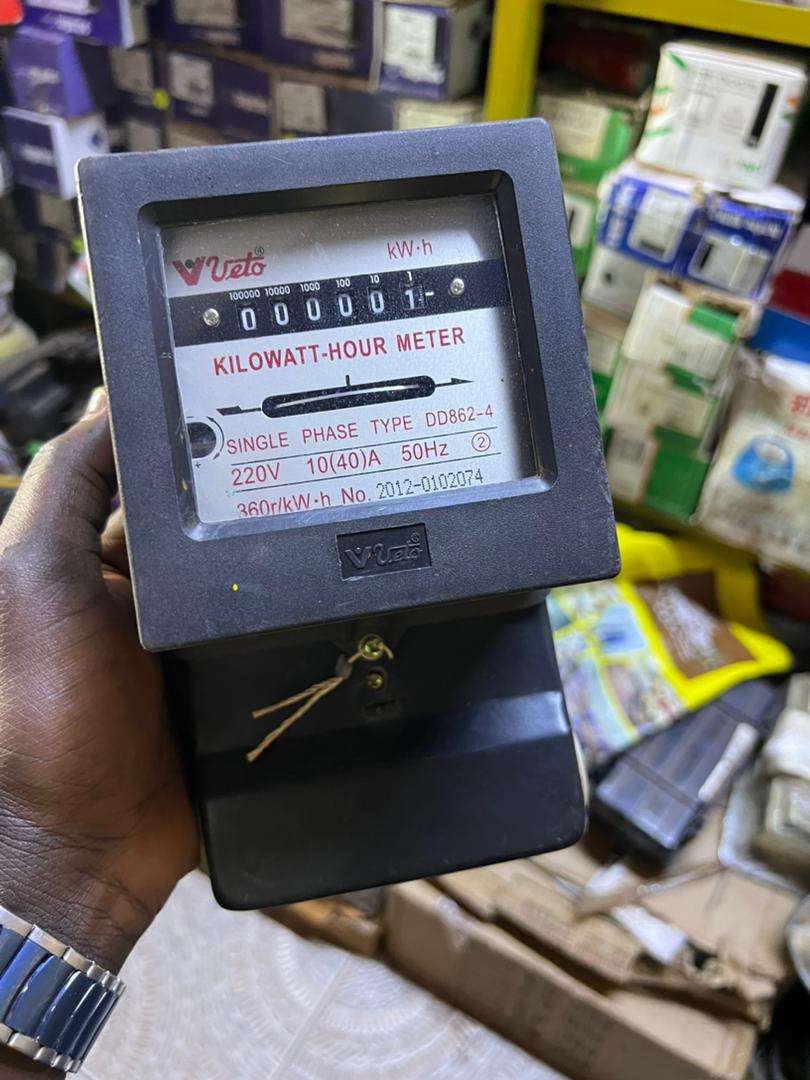 Veto®
kW·h
100000 10000 1000 100 10 1
000001
KILOWATT-HOUR METER
SINGLE PHASE TYPE DD862-4
220V 10(40)A 50Hz ②
360r/kW·h No. 2012-0102074
Veto